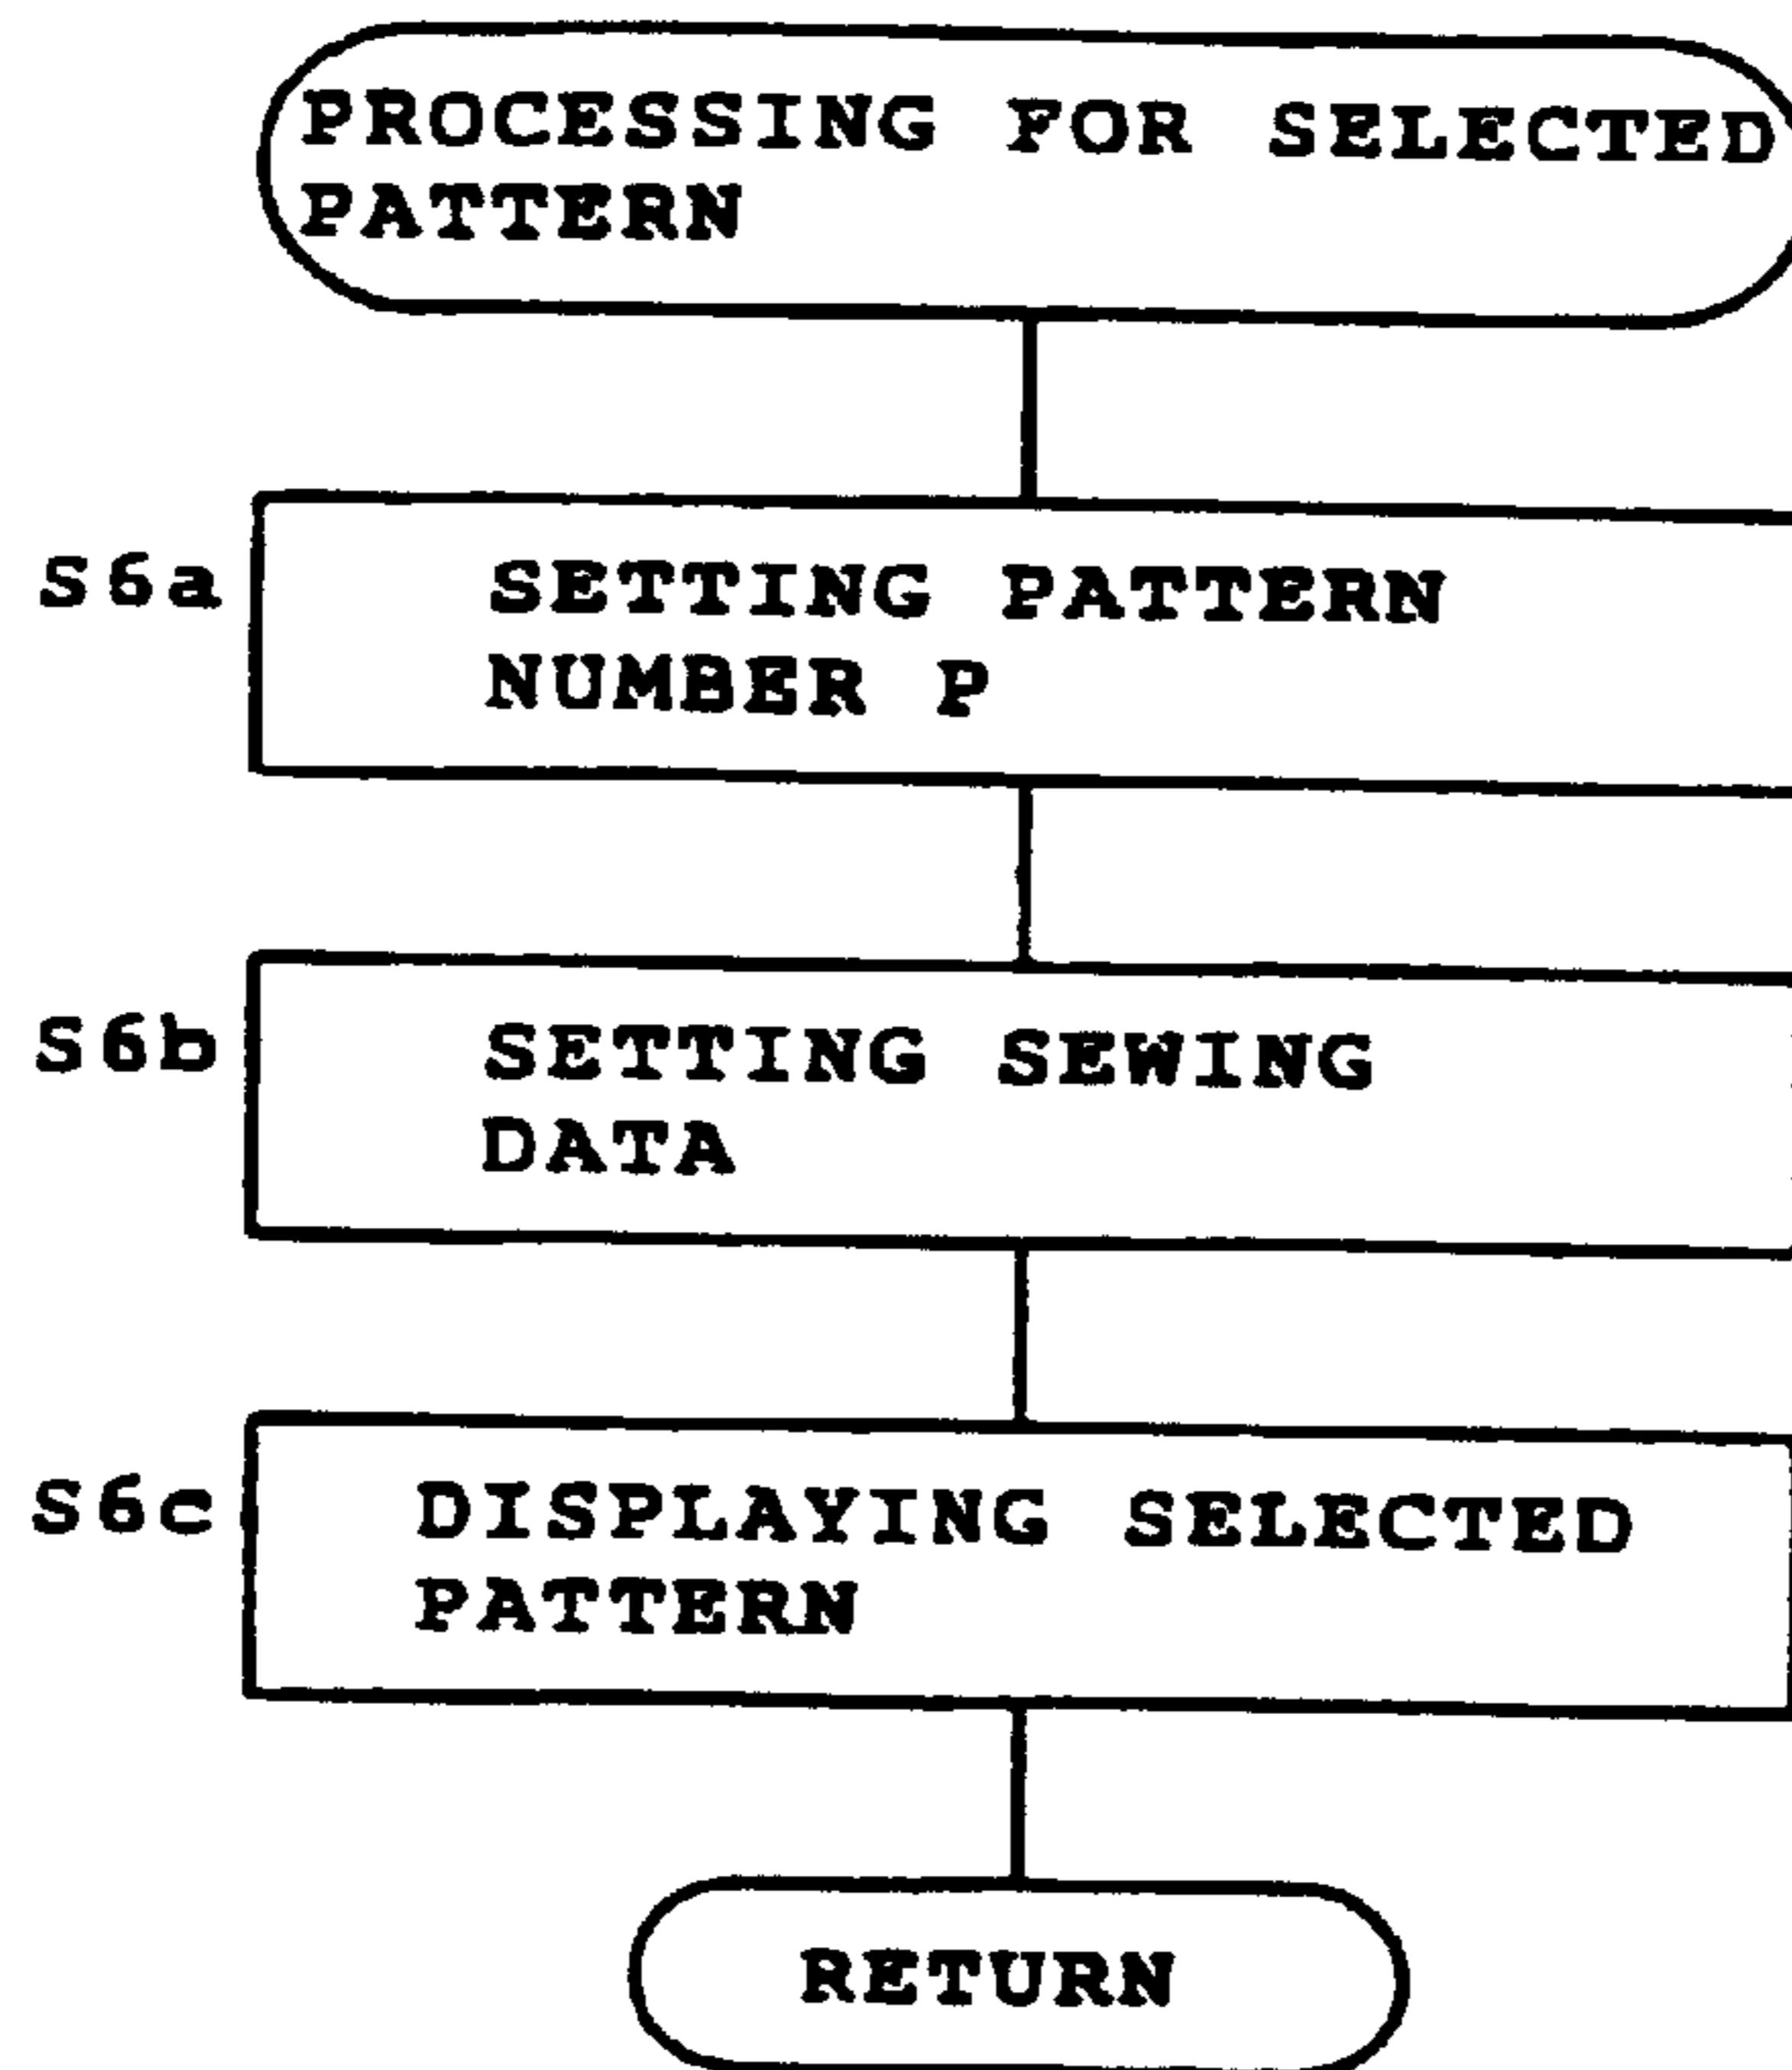 PROCESSING FOR SELECTED
PATTERN
S6a
SETTING PATTERN
NUMBER P
S6b
SETTING SEWING
DATA
S6c
DISPLAYING SELECTED
PATTERN
RETURN